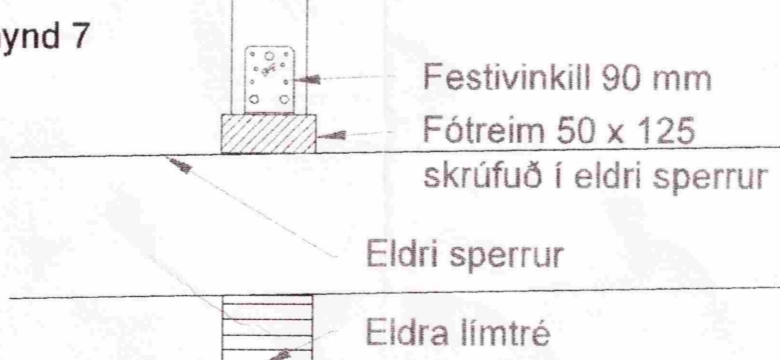 ynd 7
Festivinkill 90 mm
Fótreim 50 x 125
skrúfuð í eldri sperrur
Eldri sperrur
Eldra límtré